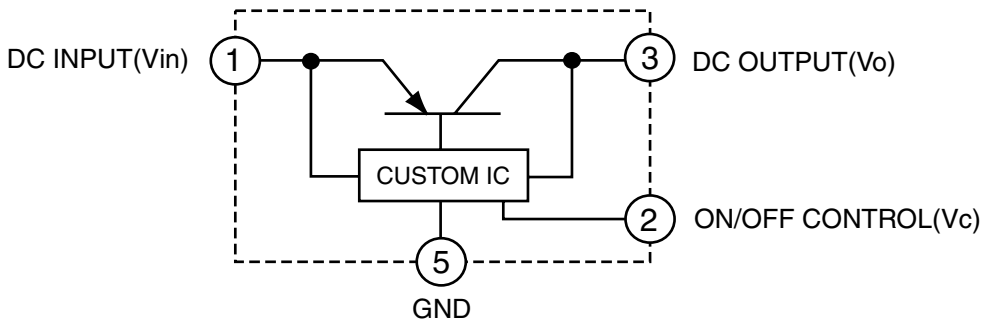 DC INPUT(Vin) 1 3 DC OUTPUT(Vo)
CUSTOM IC
2 ON/OFF CONTROL(Vc)
5
GND